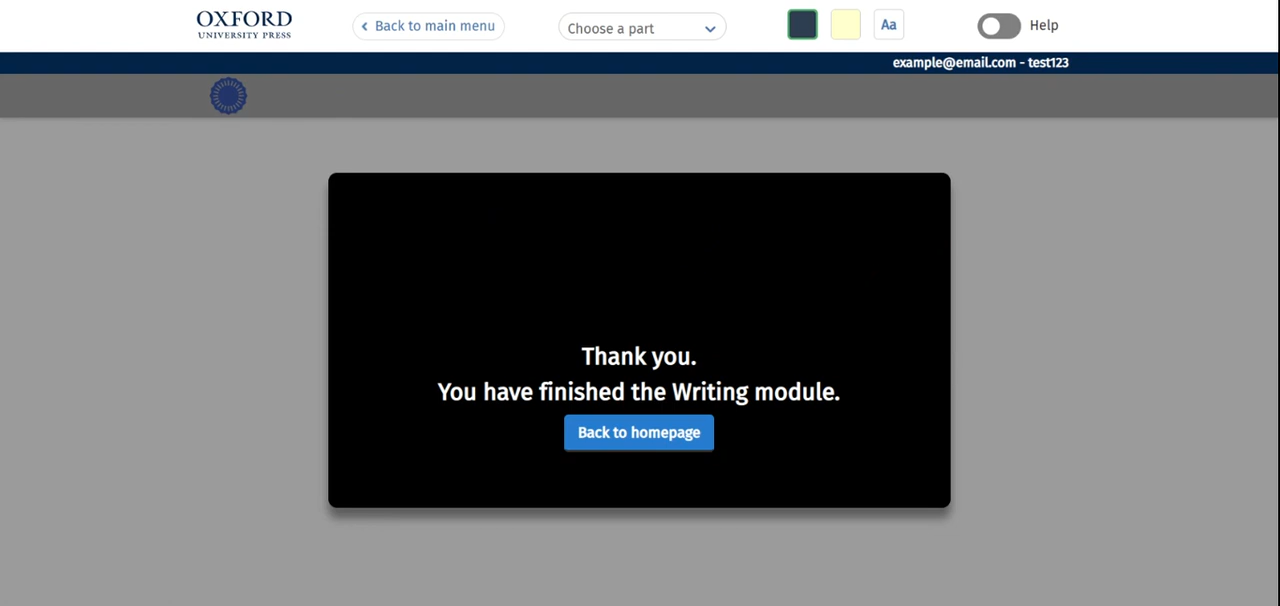 OXFORD
UNIVERSITY PRESS
Back to main menu
Choose a part
Aa
Help
example@email.com - test123
Thank you.
You have finished the Writing module.
Back to homepage